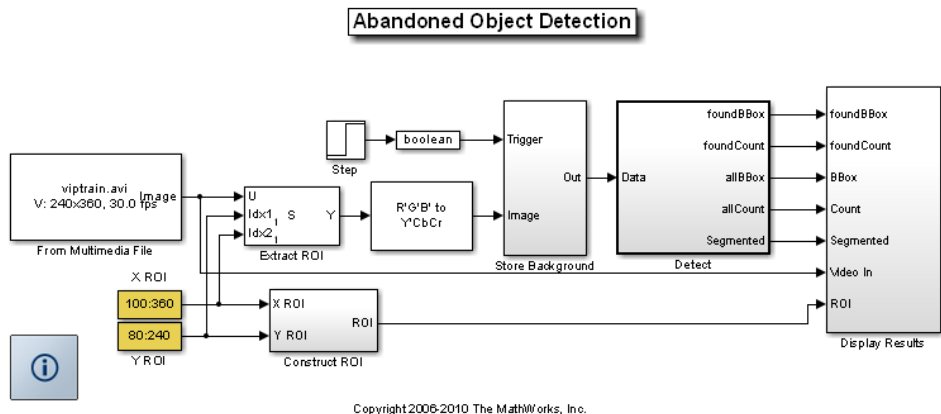 Abandoned Object Detection
viptrain.avi
V: 240x360, 30.0 fps
Image
From Multimedia File
X ROI
100:360
80:240
Y ROI
U
Idx1
Idx2
S
Y
Extract ROI
X ROI
Y ROI
ROI
Construct ROI
Step
boolean
R'G'B' to
Y'CbCr
Trigger
Image
Out
Store Background
Data
foundBBox
foundCount
allBBox
allCount
Segmented
Detect
foundBBox
foundCount
BBox
Count
Segmented
Video In
ROI
Display Results
i
Copyright 2006-2010 The MathWorks, Inc.